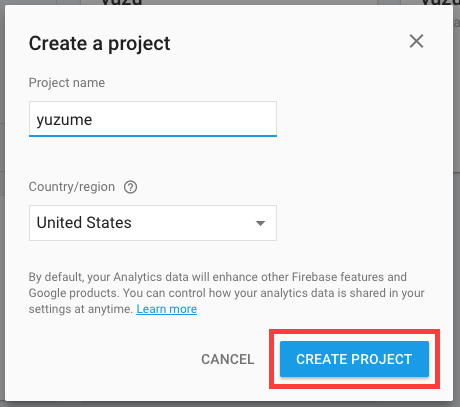 Create a project
Project name
yuzume
Country/region
United States
By default, your Analytics data will enhance other Firebase features and
Google products. You can control how your analytics data is shared in your
settings at anytime. Learn more
CANCEL CREATE PROJECT